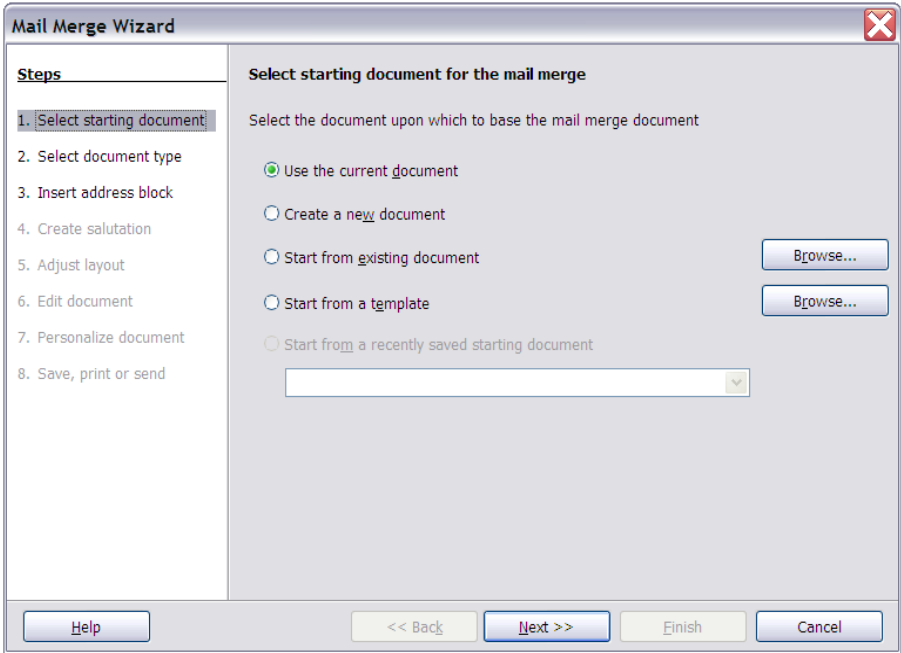 Mail Merge Wizard
Steps
1. Select starting document
2. Select document type
3. Insert address block
4. Create salutation
5. Adjust layout
6. Edit document
7. Personalize document
8. Save, print or send
Select starting document for the mail merge
Select the document upon which to base the mail merge document
Use the current document
Create a new document
Start from existing document
Browse...
Start from a template
Browse...
Start from a recently saved starting document
Help
<< Back
Next >>
Finish
Cancel